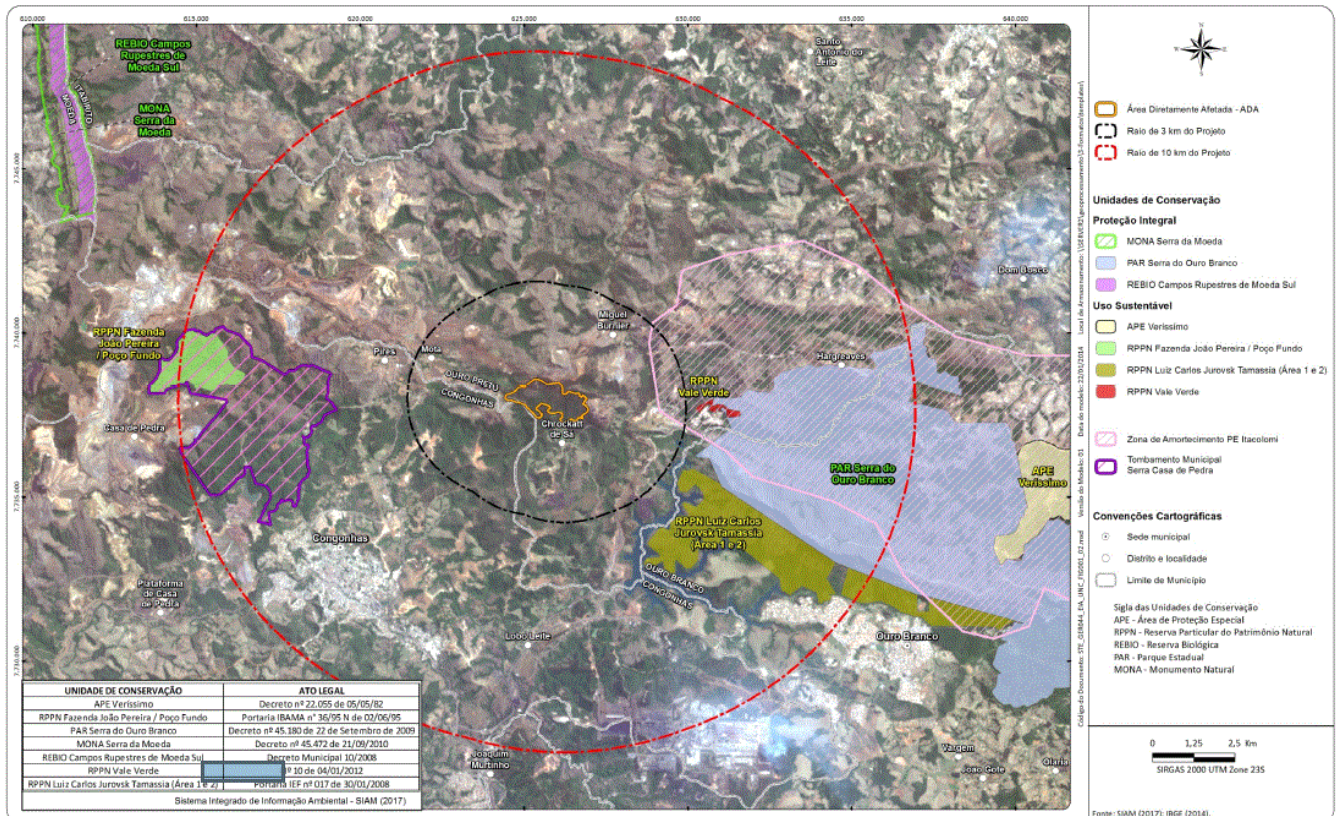 610.000 615.000 620.000 625.000 630.000 635.000 640.000
7.745.000
7.740.000
7.735.000
7.730.000
REBIO Campos
Rupestres de
Moeda Sul
ITABIRITO
MOEDA
MONA
Serra da
Moeda
Santo
Antonio do
Leite
Dom Bosco
Miguel
Burnier
RPPN Fazenda
João Pereira
/ Poço Fundo
Pires
Mota
Hargreaves
OURO PRETO
CONGONHAS
RPPN
Vale Verde
Casa de Pedra
Chrockatt
de Sá
PAR Serra do
Ouro Branco
APE
Veríssimo
RPPN Luiz Carlos
Jurovsk Tamassia
(Área 1 e 2)
Congonhas
OURO BRANCO
CONGONHAS
Plataforma
de Casa
de Pedra
Lobo Leite
Ouro Branco
Joaquim
Murtinho
Vargem
João Gote
Olaria
UNIDADE DE CONSERVAÇÃO ATO LEGAL
APE Veríssimo Decreto nº 22.055 de 05/05/82
RPPN Fazenda João Pereira / Poço Fundo Portaria IBAMA n° 36/95 N de 02/06/95
PAR Serra do Ouro Branco Decreto nº 45.180 de 22 de Setembro de 2009
MONA Serra da Moeda Decreto nº 45.472 de 21/09/2010
REBIO Campos Rupestres de Moeda Sul Decreto Municipal 10/2008
RPPN Vale Verde nº 10 de 04/01/2012
RPPN Luiz Carlos Jurovsk Tamassia (Área 1 e 2) Portaria IEF nº 017 de 30/01/2008
Sistema Integrado de Informação Ambiental - SIAM (2017)
Data do modelo: 22/01/2014
Versão do Modelo: 01
N
Área Diretamente Afetada - ADA
Raio de 3 km do Projeto
Raio de 10 km do Projeto
Unidades de Conservação
Proteção Integral
MONA Serra da Moeda
PAR Serra do Ouro Branco
REBIO Campos Rupestres de Moeda Sul
Uso Sustentável
APE Veríssimo
RPPN Fazenda João Pereira / Poço Fundo
RPPN Luiz Carlos Jurovsk Tamassia (Área 1 e 2)
RPPN Vale Verde
Zona de Amortecimento PE Itacolomi
Tombamento Municipal
Serra Casa de Pedra
Convenções Cartográficas
Sede municipal
Distrito e localidade
Limite de Município
Sigla das Unidades de Conservação
APE - Área de Proteção Especial
RPPN - Reserva Particular do Patrimônio Natural
REBIO - Reserva Biológica
PAR - Parque Estadual
MONA - Monumento Natural
0 1,25 2,5 Km
SIRGAS 2000 UTM Zone 23S
Fonte: SIAM (2017); IBGE (2014).